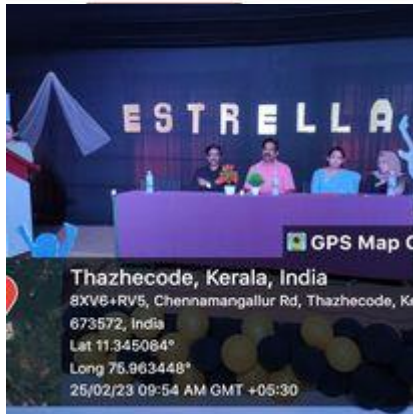 ESTRELLA
GPS Map C
Thazhecode, Kerala, India
8XV6+RV5, Chennamangallur Rd, Thazhecode, Ke
673572, India
Lat 11.345084°
Long 75.963448°
25/02/23 09:54 AM GMT +05:30